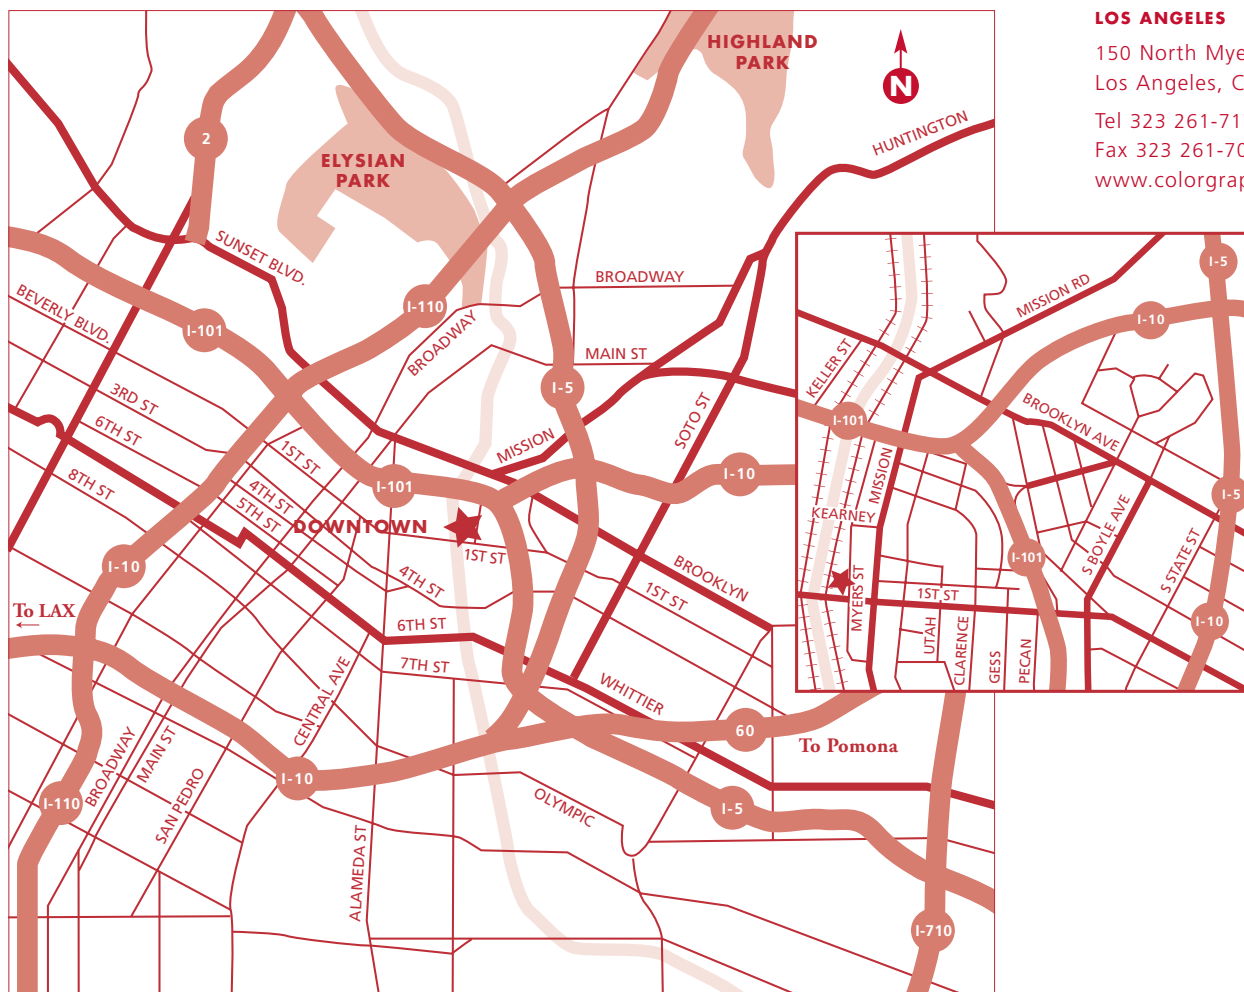 LOS ANGELES
150 North Mye
Los Angeles, C
Tel 323 261-71
Fax 323 261-70
www.colorgrap
HIGHLAND
PARK
N
HUNTINGTON
2
ELYSIAN
PARK
SUNSET BLVD.
BROADWAY
BEVERLY BLVD.
I-101
I-110
BROADWAY
MAIN ST
I-5
3RD ST
6TH ST
8TH ST
1ST ST
4TH ST
5TH ST
I-101
MISSION
SOTO ST
I-10
DOWNTOWN
1ST ST
4TH ST
BROOKLYN
1ST ST
I-10
To LAX
←
6TH ST
7TH ST
WHITTIER
CENTRAL AVE
BROADWAY
MAIN ST
SAN PEDRO
I-10
I-110
60
To Pomona
I-5
OLYMPIC
ALAMEDA ST
I-710
I-5
MISSION RD
I-10
KELLER ST
I-101
BROOKLYN AVE
MISSION
I-5
KEARNEY
I-101
S BOYLE AVE
S STATE ST
MYERS ST
1ST ST
UTAH
CLARENCE
GESS
PECAN
I-10